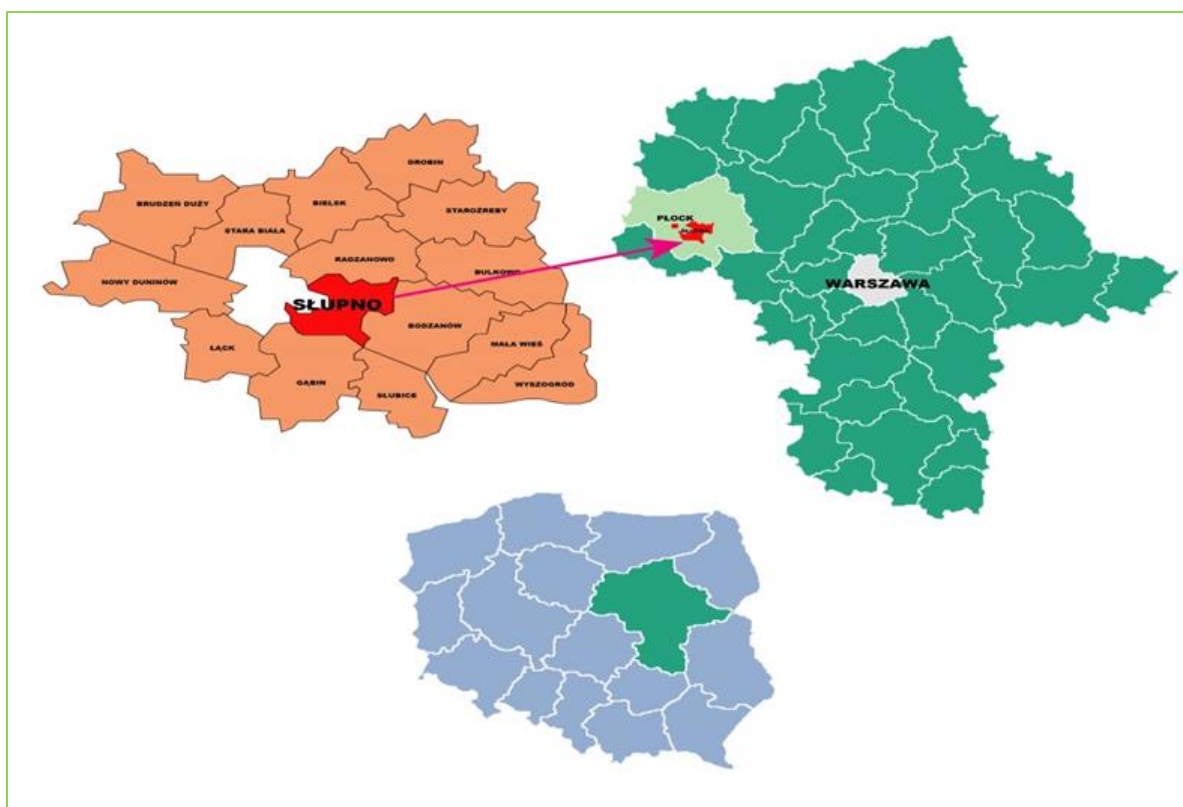 DROBIN
BRUDZEŃ DUŻY
BIELSK
STAROŹREBY
STARA BIAŁA
RADZANOWO
BULKOWO
NOWY DUNINÓW
SŁUPNO
BODZANÓW
ŁĄCK
MAŁA WIEŚ
GĄBIN
SŁUBICE
WYSZOGRÓD
PŁOCK
WARSZAWA